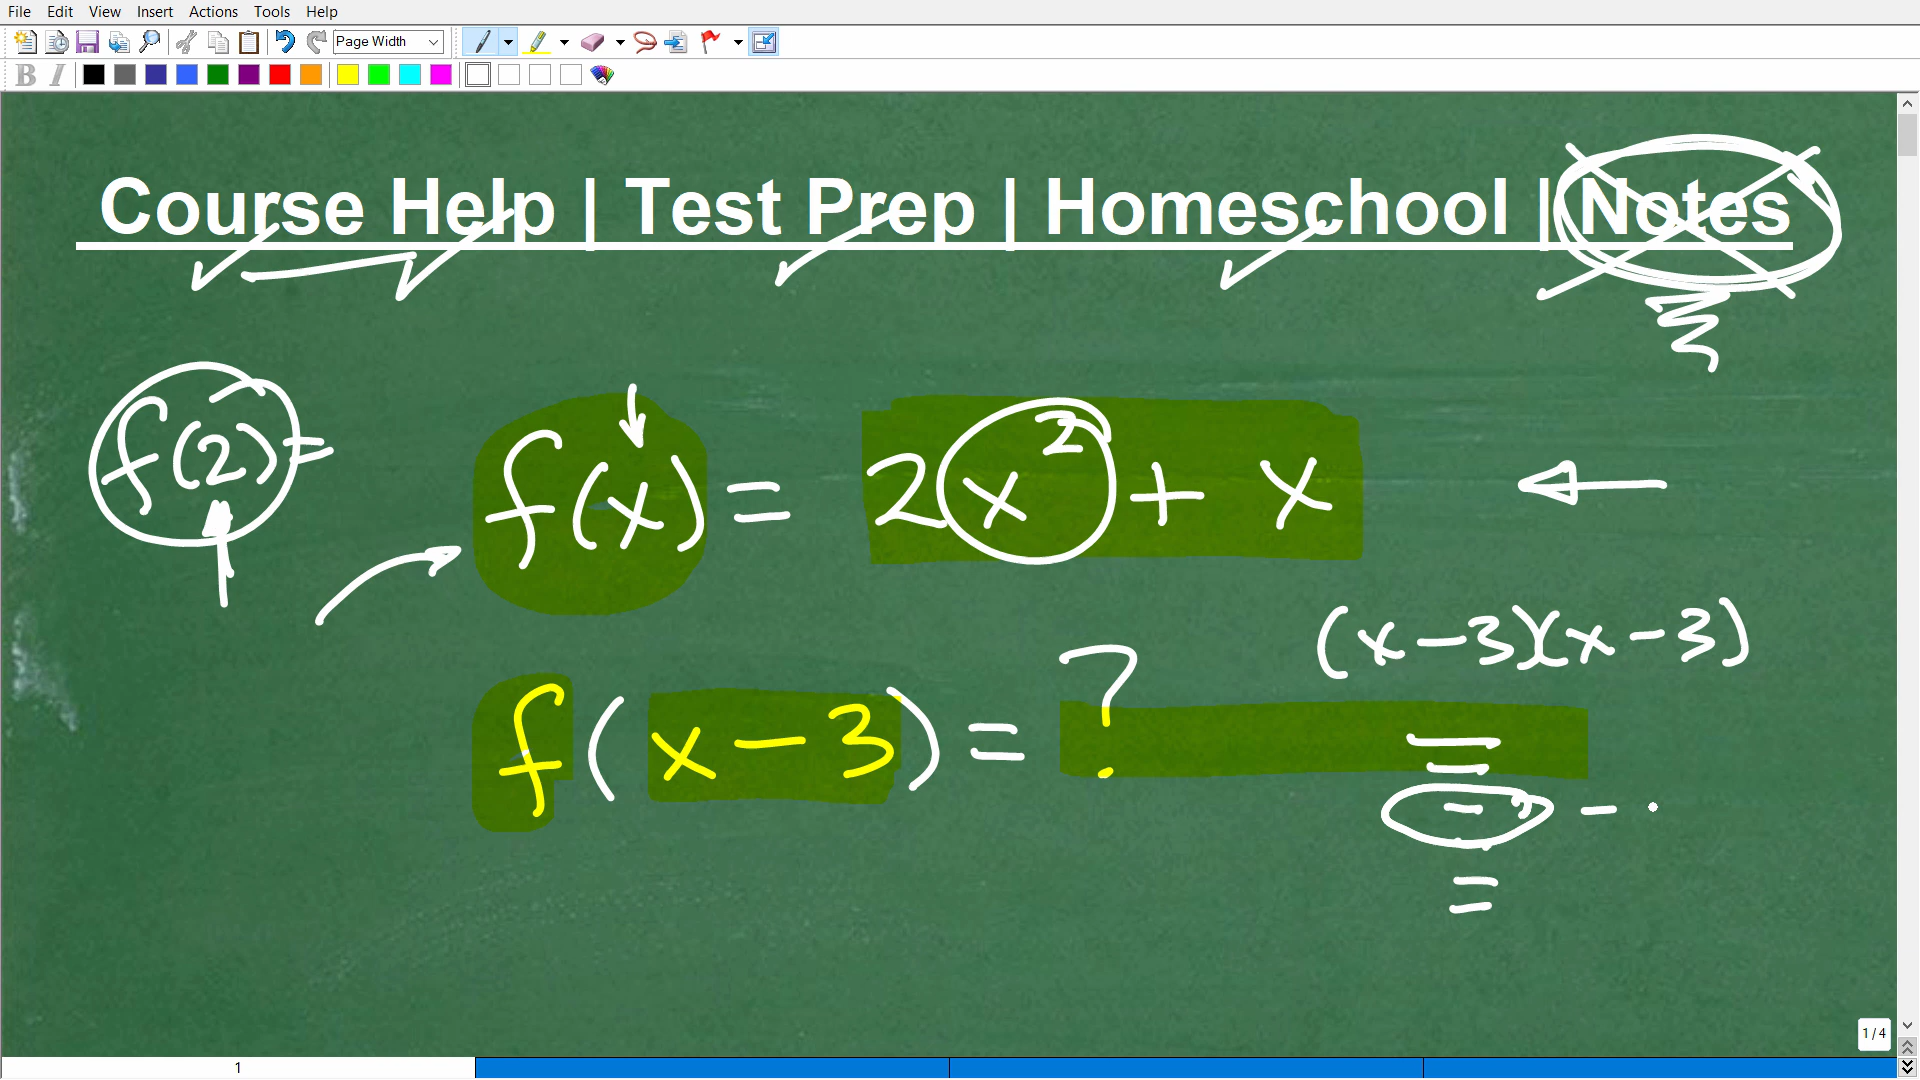 File Edit View Insert Actions Tools Help
Page Width
B I
Course Help | Test Prep | Homeschool | Notes
f(2)=
f(x) = 2x² + x
(x-3)(x-3)
f(x-3) = ?
1 / 4
1